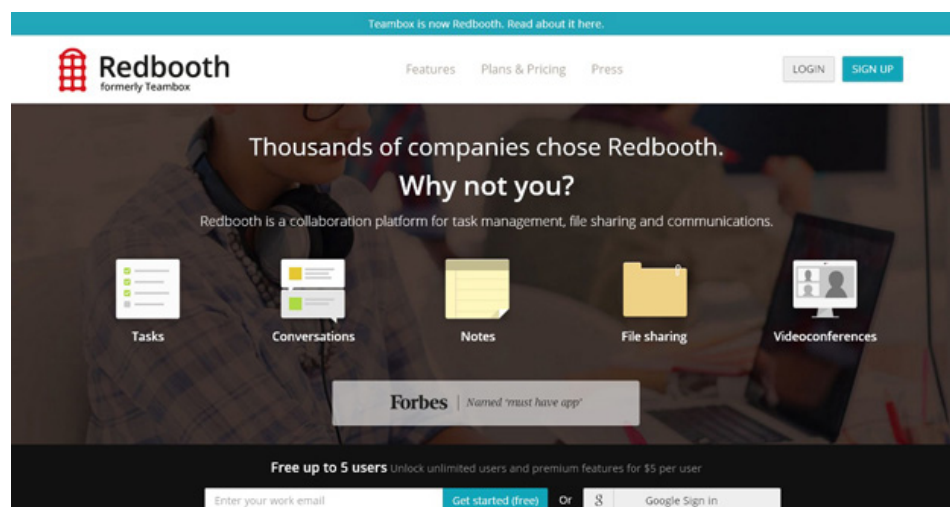 Teambox is now Redbooth. Read about it here.
Redbooth
formerly Teambox
Features Plans & Pricing Press
LOGIN SIGN UP
Thousands of companies chose Redbooth.
Why not you?
Redbooth is a collaboration platform for task management, file sharing and communications.
Tasks Conversations Notes File sharing Videoconferences
Forbes | Named 'must have app'
Free up to 5 users Unlock unlimited users and premium features for $5 per user
Enter your work email Get started (free) Or 8 Google Sign in